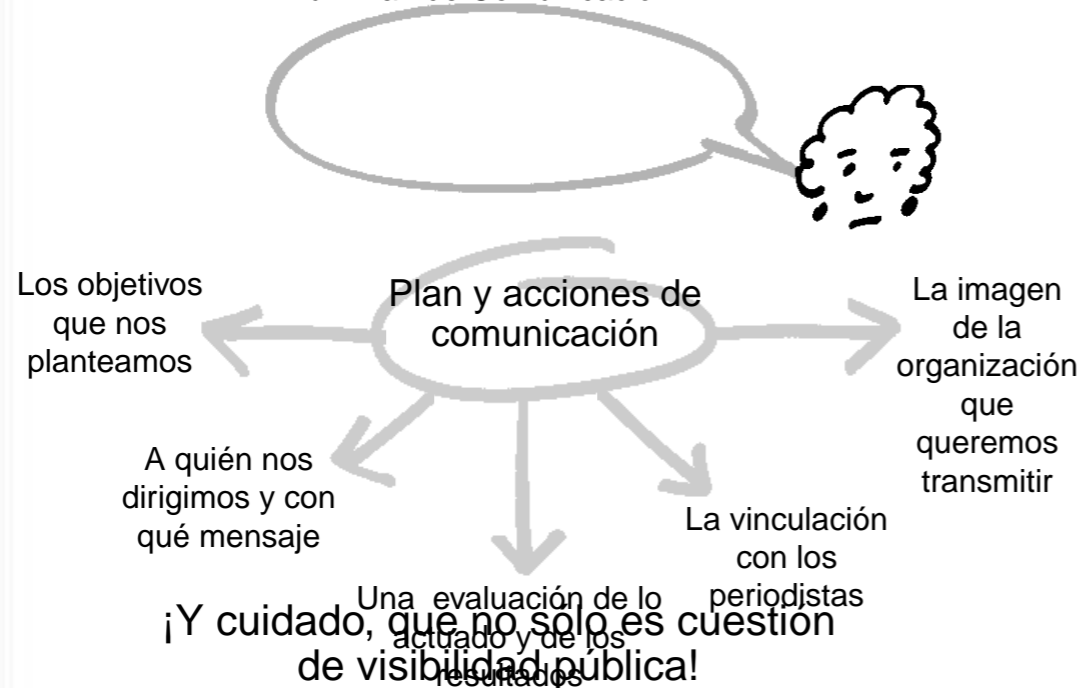 Los objetivos
que nos
planteamos
Plan y acciones de
comunicación
La imagen
de la
organización
que
queremos
transmitir
A quién nos
dirigimos y con
qué mensaje
La vinculación
con los
periodistas
Una evaluación de lo
actuado y de los
resultados
¡Y cuidado, que no sólo es cuestión
de visibilidad pública!